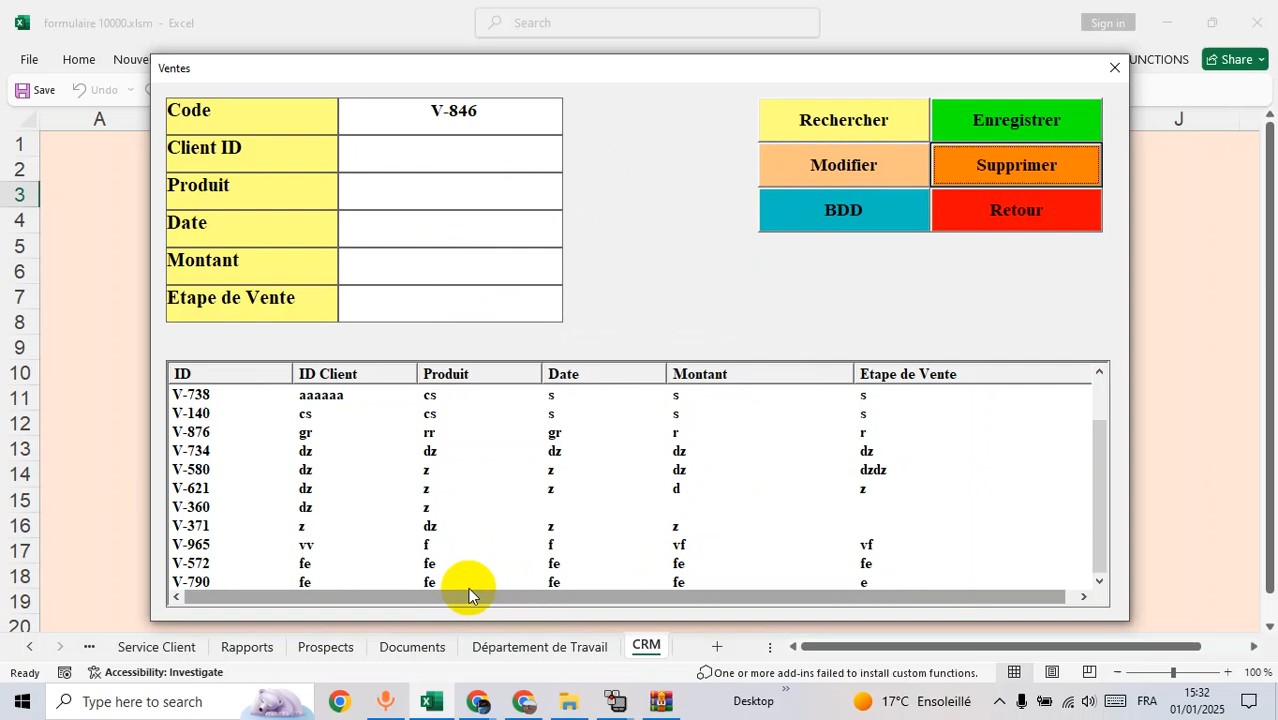 formulaire 10000.xlsm - Excel
Search
Sign in
File Home Nouvel UNCTIONS Share
Save Undo
Ventes
A J
Code V-846
Client ID
Produit
Date
Montant
Etape de Vente
Rechercher Enregistrer
Modifier Supprimer
BDD Retour
1
2
3
4
5
6
7
8
9
10
11
12
13
14
15
16
17
18
19
20
ID ID Client Produit Date Montant Etape de Vente
V-738 aaaaaa cs s s s
V-140 cs cs s s s
V-876 gr rr gr r r
V-734 dz dz dz dz dz
V-580 dz z z dz dzdz
V-621 dz z z d z
V-360 dz z
V-371 z dz z z
V-965 vv f f vf vf
V-572 fe fe fe fe fe
V-790 fe fe fe fe e
Service Client Rapports Prospects Documents Département de Travail CRM
Ready Accessibility: Investigate One or more add-ins failed to install custom functions. 100 %
Type here to search Desktop 17°C Ensoleillé FRA 15:32
01/01/2025